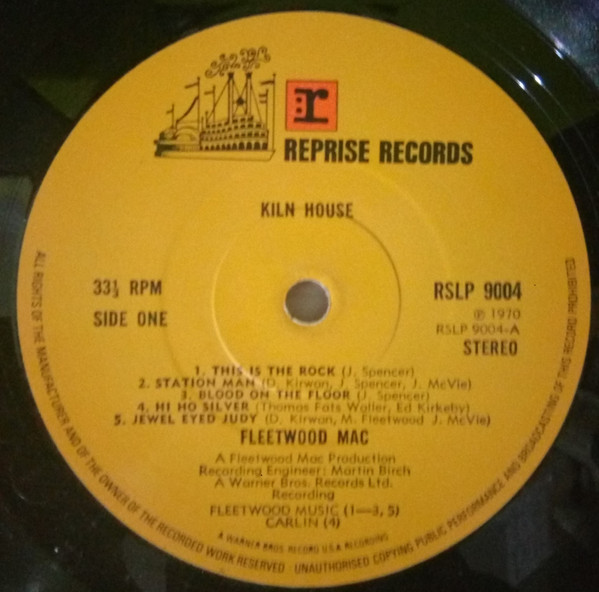 r
REPRISE RECORDS
KILN HOUSE
33⅓ RPM
SIDE ONE
RSLP 9004
℗ 1970
RSLP 9004-A
STEREO
1. THIS IS THE ROCK (J. Spencer)
2. STATION MAN (D. Kirwan, J. Spencer, J. McVie)
3. BLOOD ON THE FLOOR (J. Spencer)
4. HI HO SILVER (Thomas Fats Waller, Ed Kirkeby)
5. JEWEL EYED JUDY (D. Kirwan, M. Fleetwood J. McVie)
FLEETWOOD MAC
A Fleetwood Mac Production
Recording Engineer: Martin Birch
A Warner Bros. Records Ltd.
Recording
FLEETWOOD MUSIC (1—3, 5)
CARLIN (4)
A WARNER BROS. RECORD U.S.A. RECORDING
ALL RIGHTS OF THE MANUFACTURER AND OF THE OWNER OF THE RECORDED WORK RESERVED · UNAUTHORISED COPYING PUBLIC PERFORMANCE AND BROADCASTING OF THIS RECORD PROHIBITED